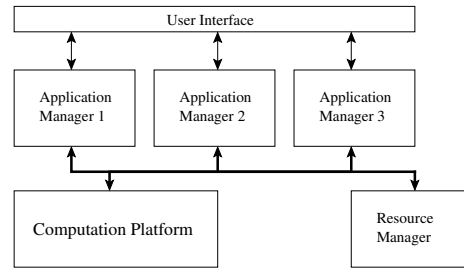 User Interface
Application
Manager 1
Application
Manager 2
Application
Manager 3
Computation Platform
Resource
Manager